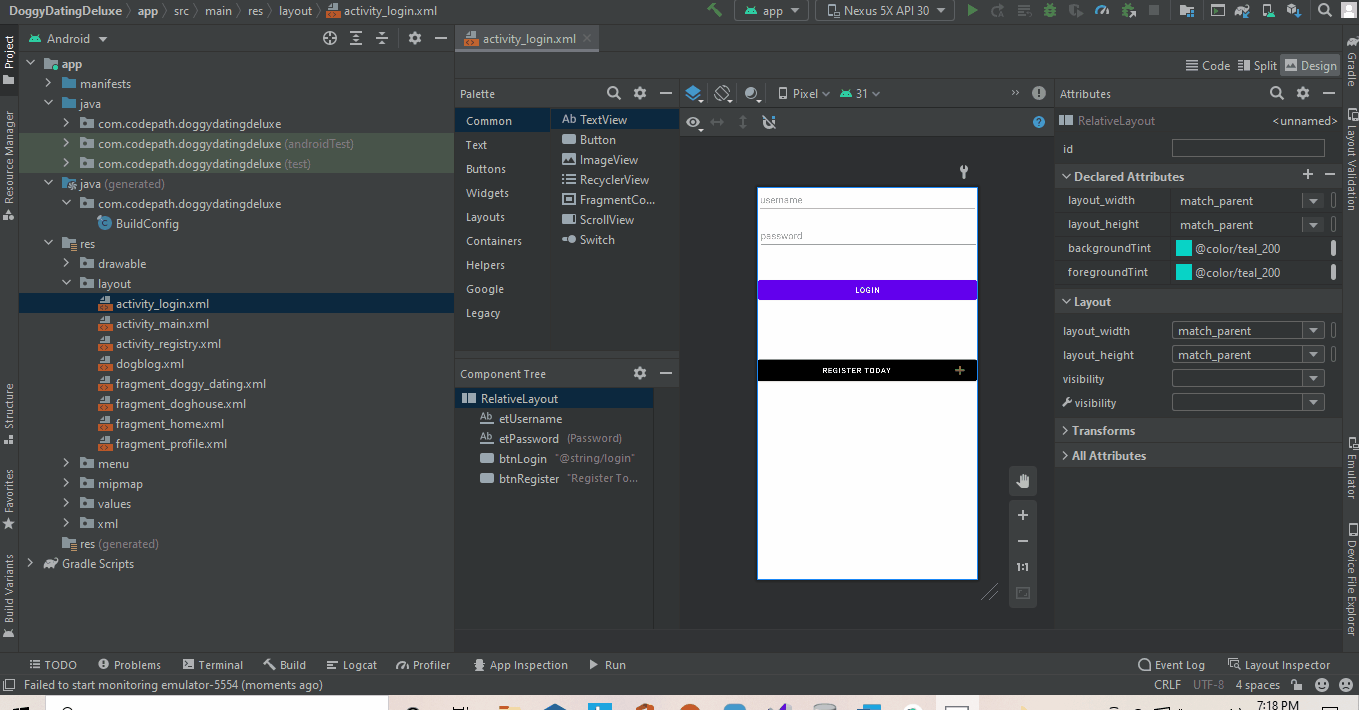 DoggyDatingDeluxe app src main res layout activity_login.xml
app
Nexus 5X API 30
Project
Resource Manager
Structure
Favorites
Build Variants
Android
app
manifests
java
com.codepath.doggydatingdeluxe
com.codepath.doggydatingdeluxe (androidTest)
com.codepath.doggydatingdeluxe (test)
java (generated)
com.codepath.doggydatingdeluxe
BuildConfig
res
drawable
layout
activity_login.xml
activity_main.xml
activity_registry.xml
dogblog.xml
fragment_doggy_dating.xml
fragment_doghouse.xml
fragment_home.xml
fragment_profile.xml
menu
mipmap
values
xml
res (generated)
Gradle Scripts
activity_login.xml
Code Split Design
Palette
Common
Text
Buttons
Widgets
Layouts
Containers
Helpers
Google
Legacy
Ab TextView
Button
ImageView
RecyclerView
FragmentCo...
ScrollView
Switch
Component Tree
RelativeLayout
Ab etUsername
Ab etPassword (Password)
btnLogin "@string/login"
btnRegister "Register To...
Pixel 31
username
password
LOGIN
REGISTER TODAY
1:1
Attributes
RelativeLayout <unnamed>
id
Declared Attributes
layout_width match_parent
layout_height match_parent
backgroundTint @color/teal_200
foregroundTint @color/teal_200
Layout
layout_width match_parent
layout_height match_parent
visibility
visibility
Transforms
All Attributes
Gradle
Layout Validation
Emulator
Device File Explorer
TODO Problems Terminal Build Logcat Profiler App Inspection Run Event Log Layout Inspector
Failed to start monitoring emulator-5554 (moments ago) CRLF UTF-8 4 spaces
7:18 PM